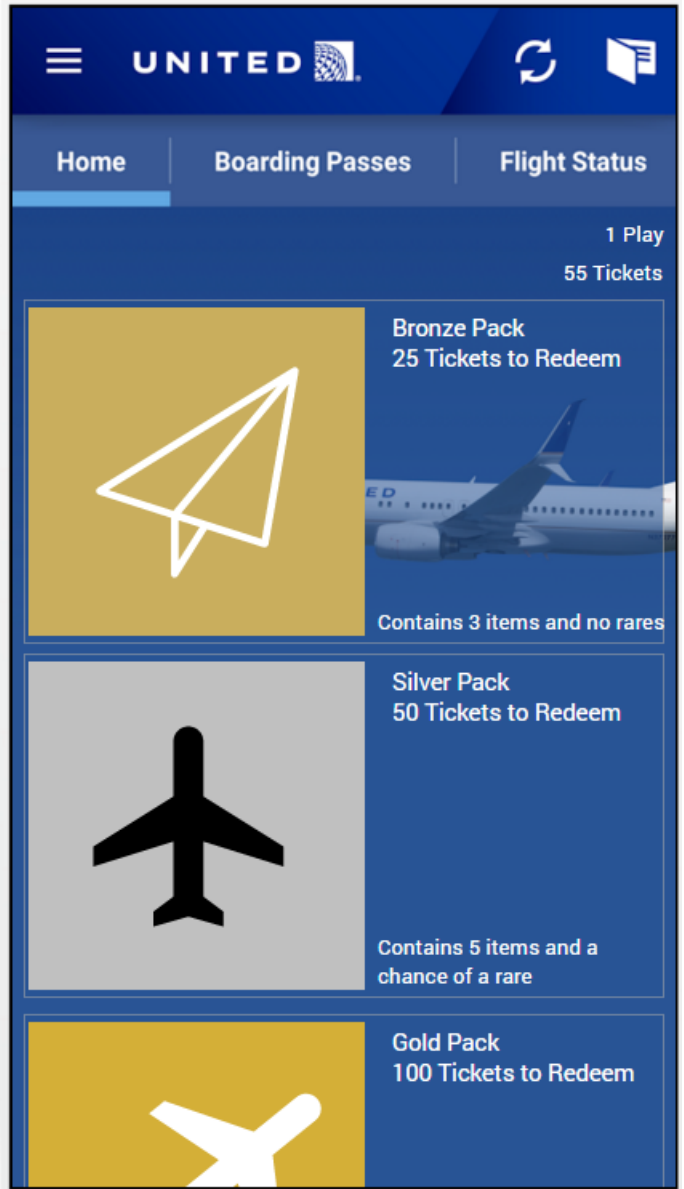 UNITED
Home Boarding Passes Flight Status
1 Play
55 Tickets
Bronze Pack
25 Tickets to Redeem
ED
Contains 3 items and no rares
Silver Pack
50 Tickets to Redeem
Contains 5 items and a
chance of a rare
Gold Pack
100 Tickets to Redeem